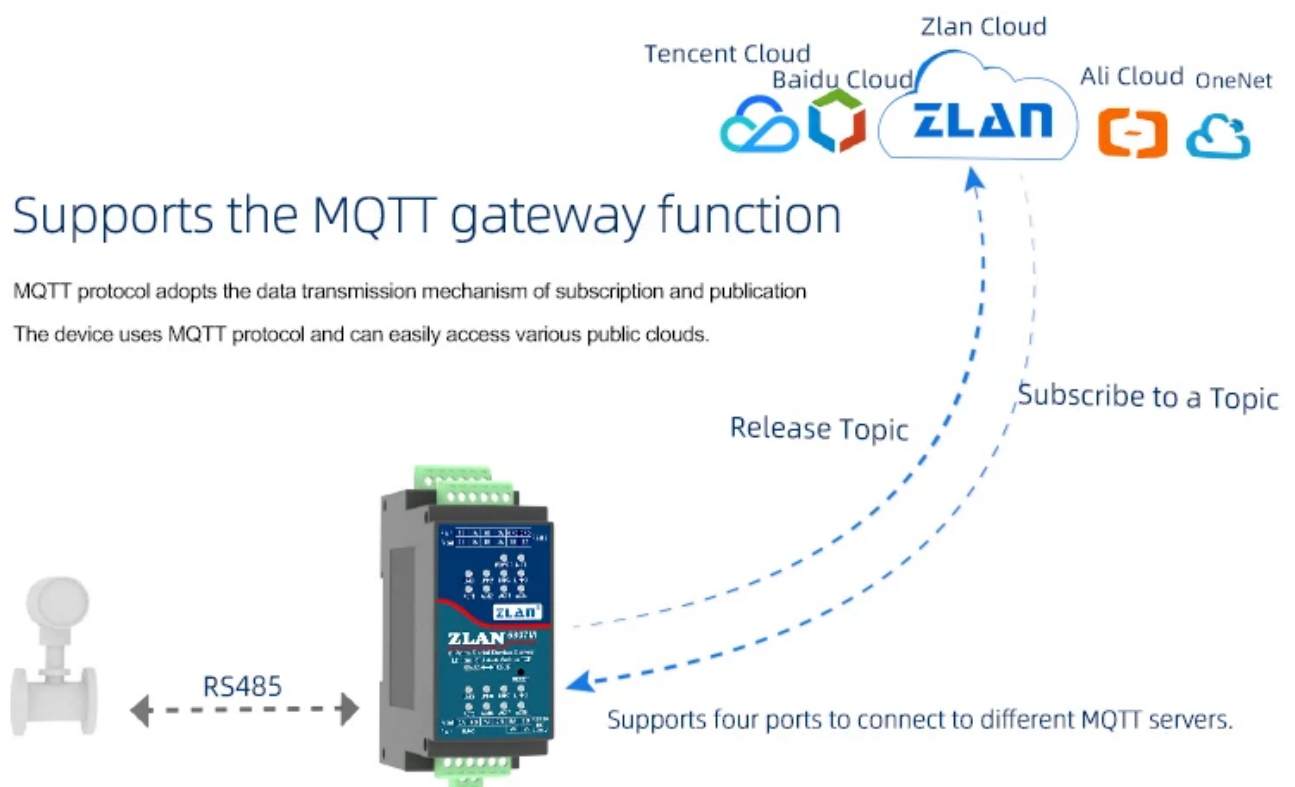 Zlan Cloud
Tencent Cloud
Baidu Cloud
Ali Cloud
OneNet
ZLAN
Supports the MQTT gateway function
MQTT protocol adopts the data transmission mechanism of subscription and publication
The device uses MQTT protocol and can easily access various public clouds.
Subscribe to a Topic
Release Topic
ZLAN
ZLAN
RS485
Supports four ports to connect to different MQTT servers.